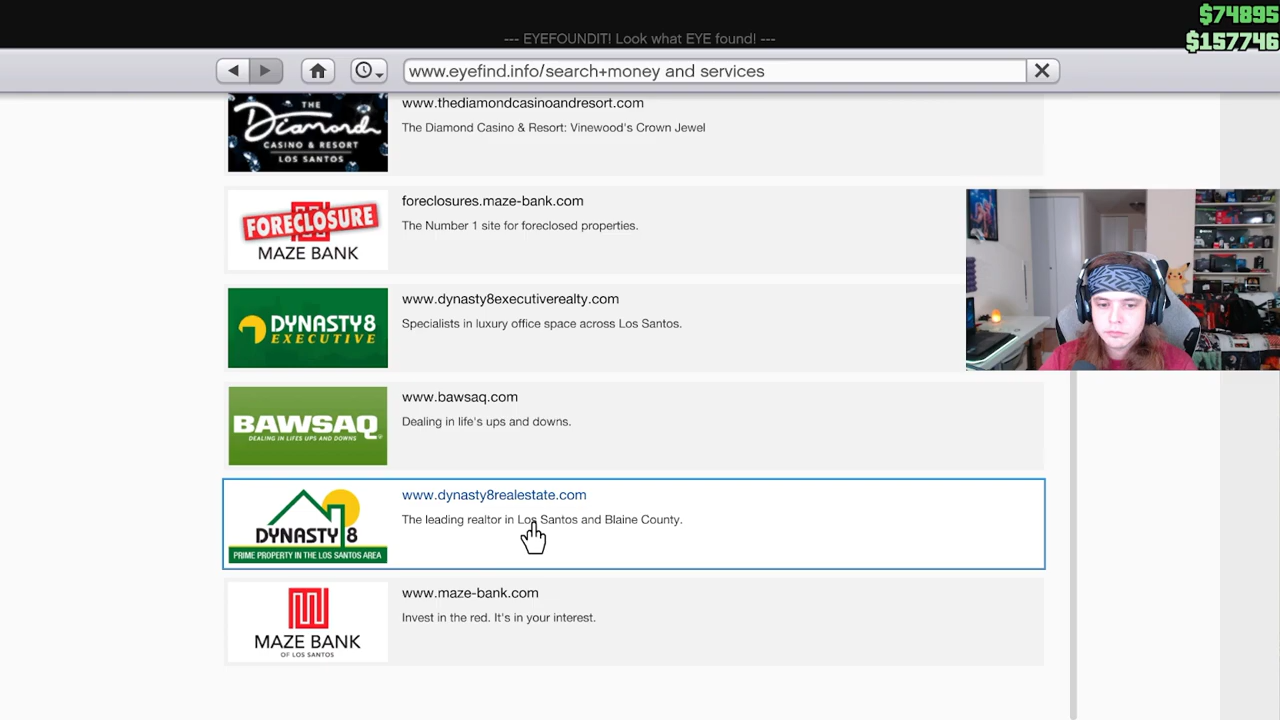 $74895
--- EYEFOUNDIT! Look what EYE found! ---
$157746
www.eyefind.info/search+money and services
THE
Diamond
CASINO & RESORT
LOS SANTOS
www.thediamondcasinoandresort.com
The Diamond Casino & Resort: Vinewood's Crown Jewel
FORECLOSURE
MAZE BANK
foreclosures.maze-bank.com
The Number 1 site for foreclosed properties.
DYNASTY8
EXECUTIVE
www.dynasty8executiverealty.com
Specialists in luxury office space across Los Santos.
BAWSAQ
DEALING IN LIFES UPS AND DOWNS
www.bawsaq.com
Dealing in life's ups and downs.
DYNASTY 8
PRIME PROPERTY IN THE LOS SANTOS AREA
www.dynasty8realestate.com
The leading realtor in Los Santos and Blaine County.
MAZE BANK
OF LOS SANTOS
www.maze-bank.com
Invest in the red. It's in your interest.